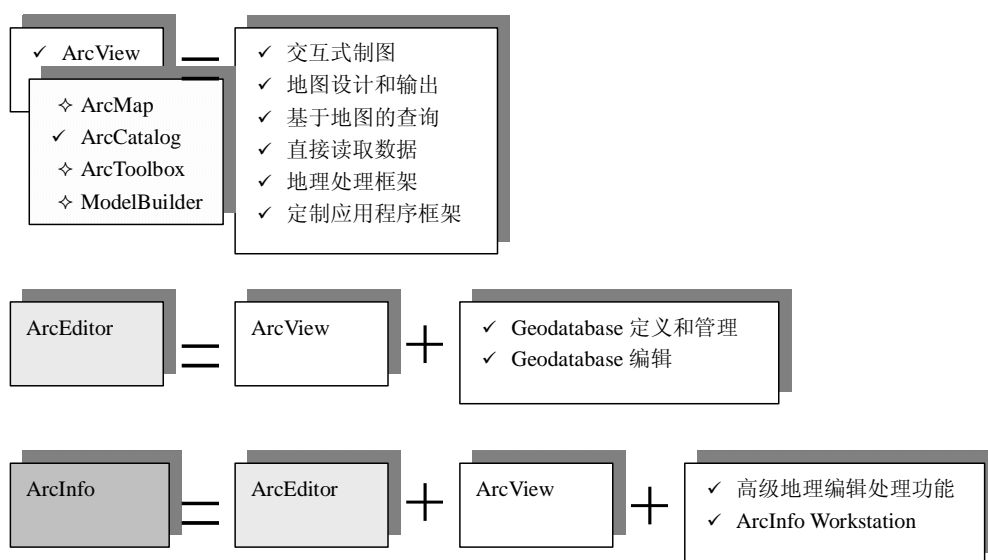 ✓ ArcView
✧ ArcMap
✓ ArcCatalog
✧ ArcToolbox
✧ ModelBuilder
=
✓ 交互式制图
✓ 地图设计和输出
✓ 基于地图的查询
✓ 直接读取数据
✓ 地理处理框架
✓ 定制应用程序框架
ArcEditor
=
ArcView
+
✓ Geodatabase 定义和管理
✓ Geodatabase 编辑
ArcInfo
=
ArcEditor
+
ArcView
+
✓ 高级地理编辑处理功能
✓ ArcInfo Workstation